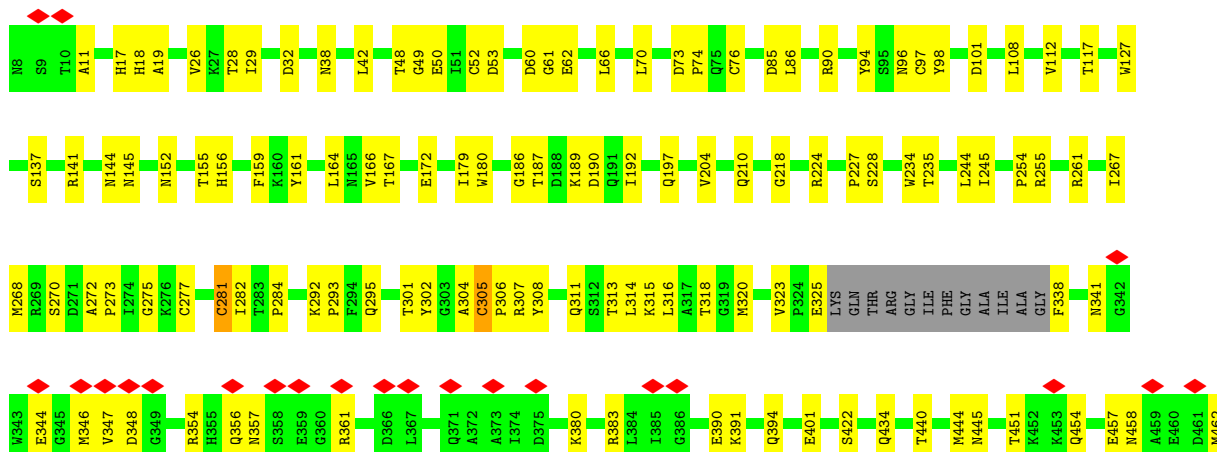 N8 S9 T10 A11 H17 H18 A19 V26 K27 T28 I29 D32 N38 L42 T48 G49 E50 I51 C52 D53 D60 G61 E62 L66 L70 D73 P74 Q75 C76 D85 L86 R90 Y94 S95 N96 C97 Y98 D101 L108 V112 T117 W127
S137 R141 N144 N145 N152 T155 H156 F159 K160 Y161 L164 N165 V166 T167 E172 I179 W180 G186 T187 D188 K189 D190 Q191 I192 Q197 V204 Q210 G218 R224 P227 S228 W234 T235 L244 I245 P254 R255 R261 I267
M268 R269 S270 D271 A272 P273 I274 G275 K276 C277 C281 I282 T283 P284 K292 P293 F294 Q295 T301 Y302 G303 A304 C305 P306 R307 Y308 Q311 S312 T313 L314 K315 L316 A317 T318 G319 M320 V323 P324 E325 LYS GLN THR ARG GLY ILE PHE GLY ALA ILE ALA GLY F338 N341 G342
W343 E344 G345 M346 V347 D348 G349 R354 H355 Q356 N357 S358 E359 G360 R361 D366 L367 Q371 A372 A373 I374 D375 K380 R383 L384 I385 G386 E390 K391 Q394 E401 S422 Q434 T440 M444 N445 T451 K452 K453 Q454 E457 N458 A459 E460 D461 M462